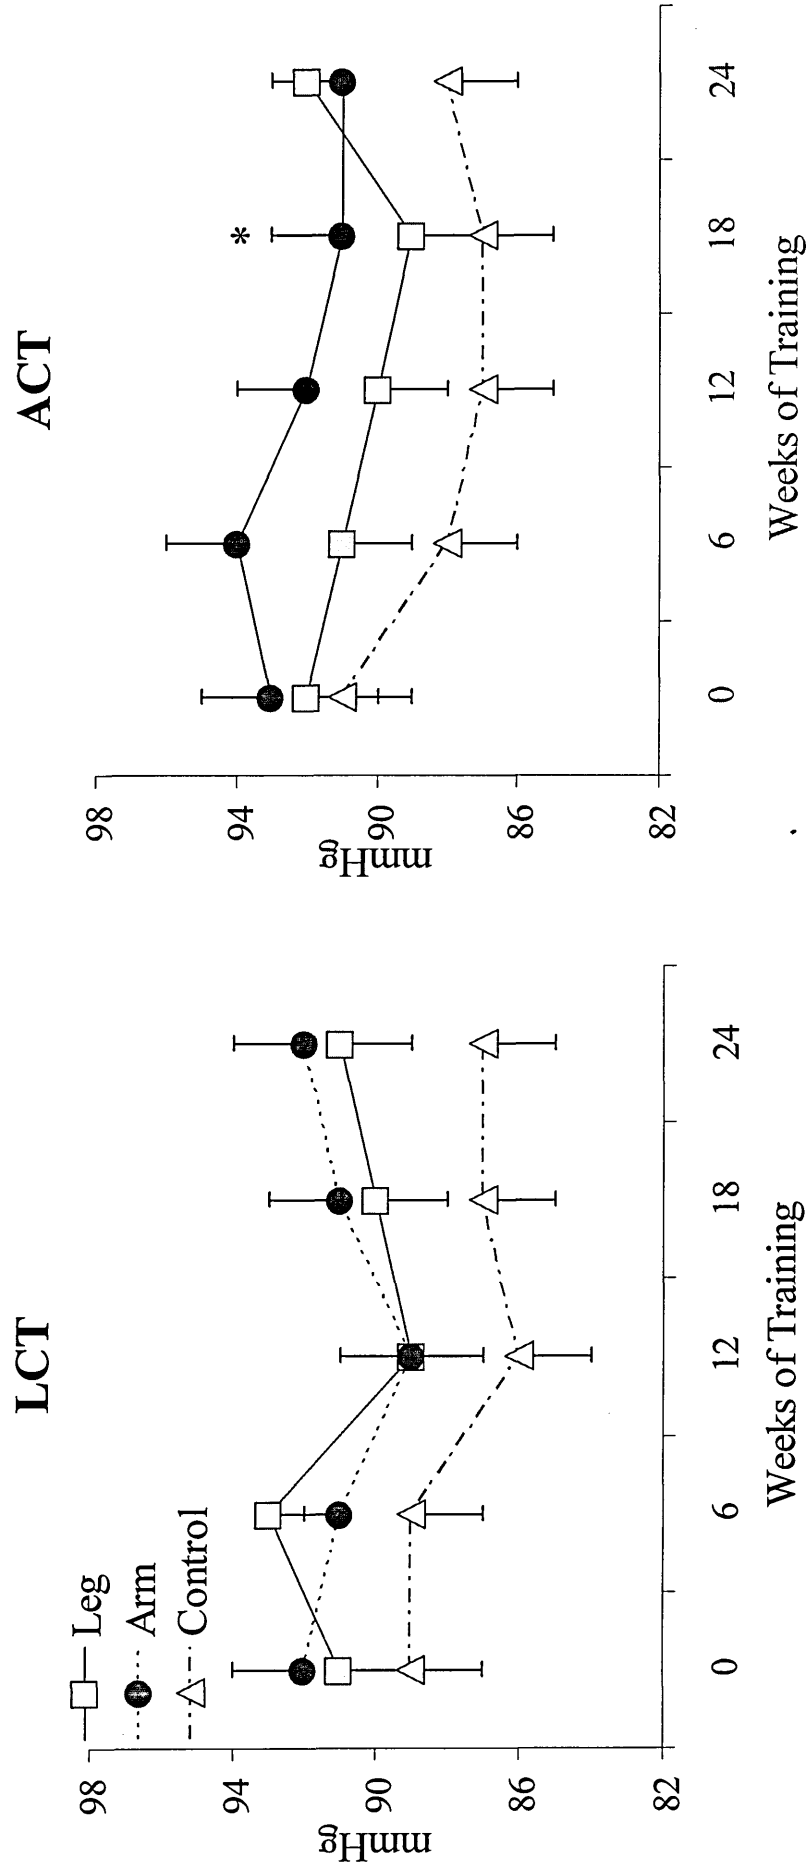 LCT
Leg
Arm
Control
98
94
90
86
82
mmHg
0 6 12 18 24
Weeks of Training
ACT
98
94
90
86
82
mmHg
*
0 6 12 18 24
Weeks of Training